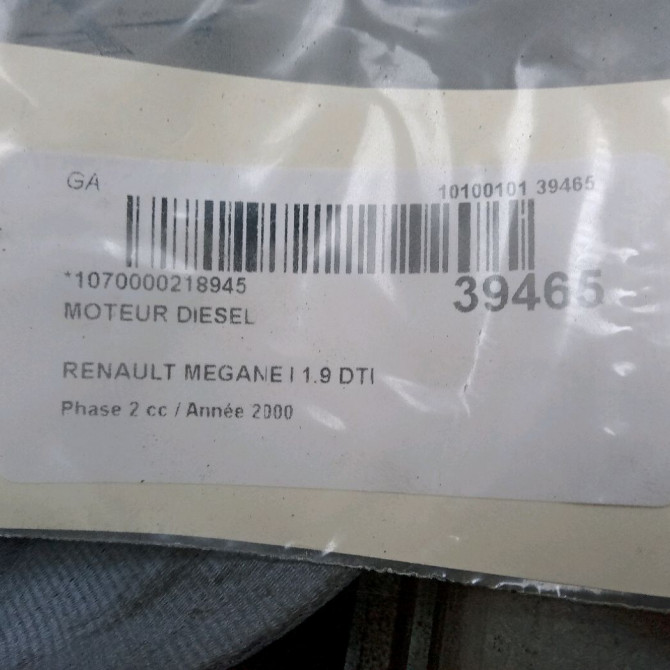 GA
10100101 39465
*1070000218945
39465
MOTEUR DIESEL
RENAULT MEGANE I 1.9 DTI
Phase 2 cc / Année 2000